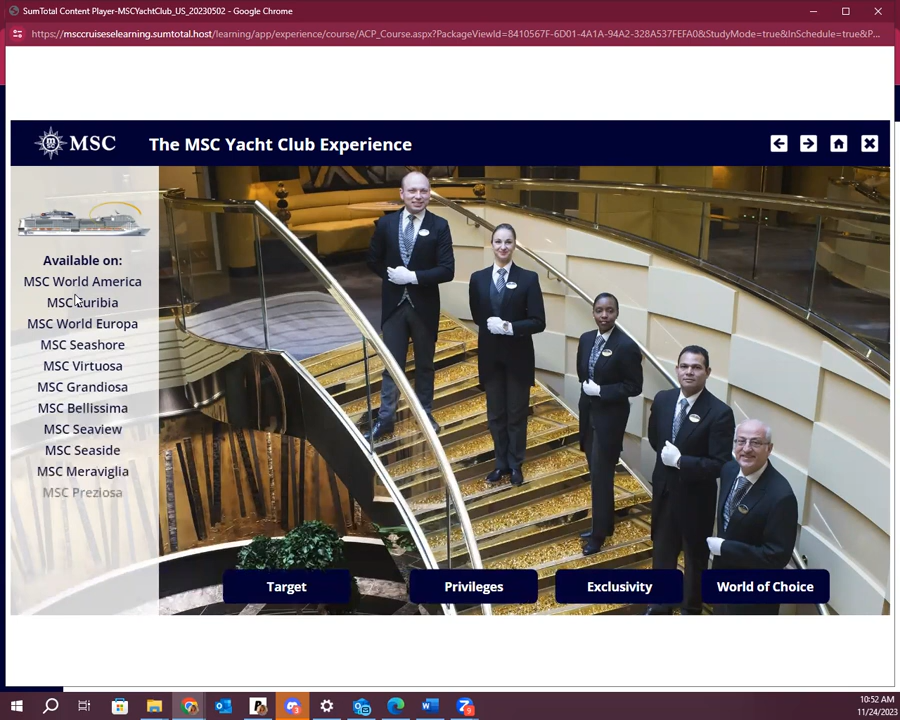 SumTotal Content Player-MSCYachtClub_US_20230502 - Google Chrome
https://msccruiseselearning.sumtotal.host/learning/app/experience/course/ACP_Course.aspx?PackageViewId=8410567F-6D01-4A1A-94A2-328A537FEFA0&StudyMode=true&InSchedule=true&P...
MSC
The MSC Yacht Club Experience
Available on:
MSC World America
MSC Euribia
MSC World Europa
MSC Seashore
MSC Virtuosa
MSC Grandiosa
MSC Bellissima
MSC Seaview
MSC Seaside
MSC Meraviglia
MSC Preziosa
Target
Privileges
Exclusivity
World of Choice
10:52 AM
11/24/2023